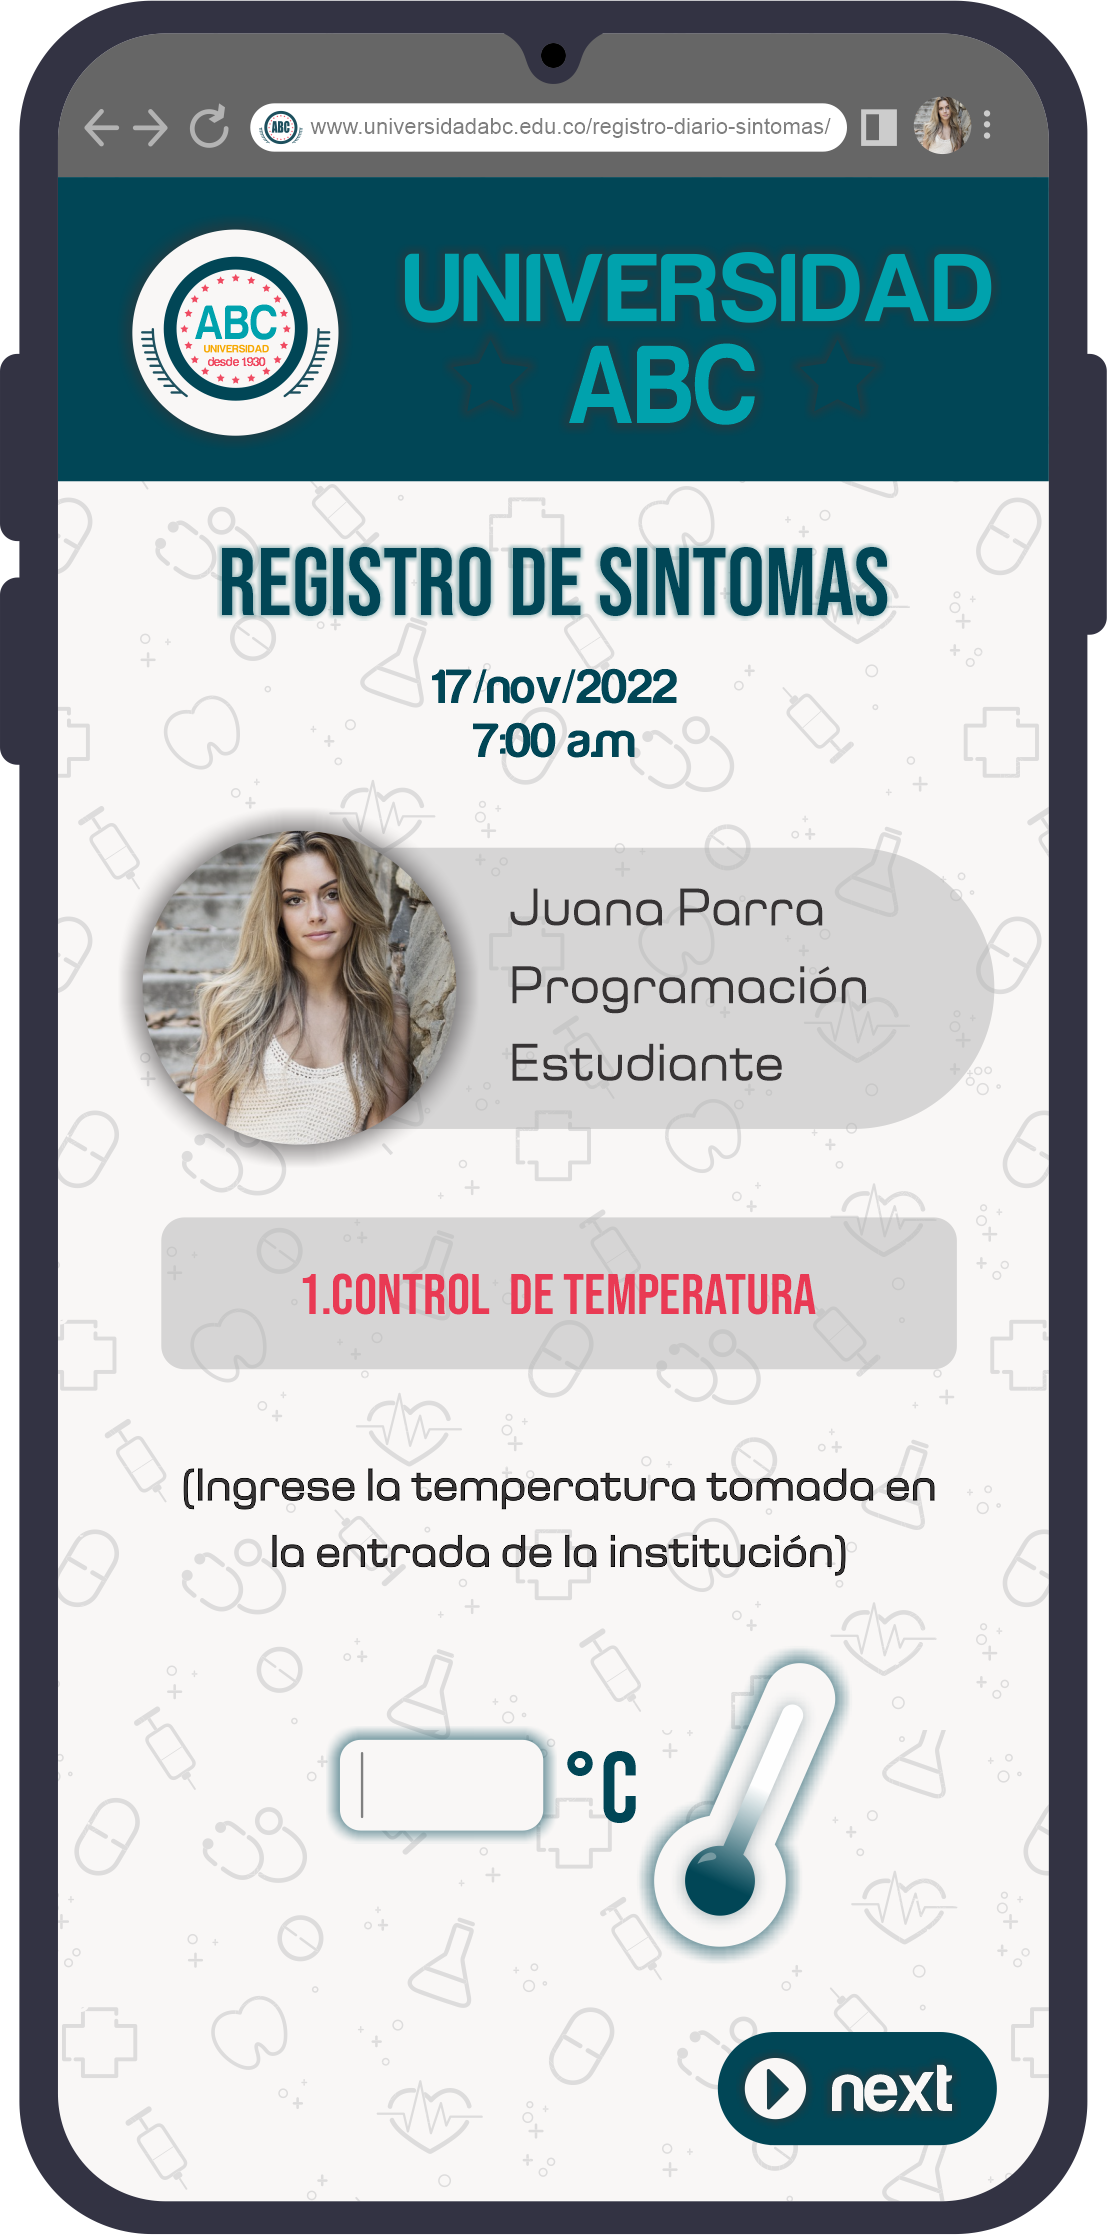 ABC
www.universidadabc.edu.co/registro-diario-sintomas/
ABC
UNIVERSIDAD
desde 1930
UNIVERSIDAD
ABC
REGISTRO DE SINTOMAS
17/nov/2022
7:00 a.m
Juana Parra
Programación
Estudiante
1.CONTROL DE TEMPERATURA
(Ingrese la temperatura tomada en
la entrada de la institución)
°C
next